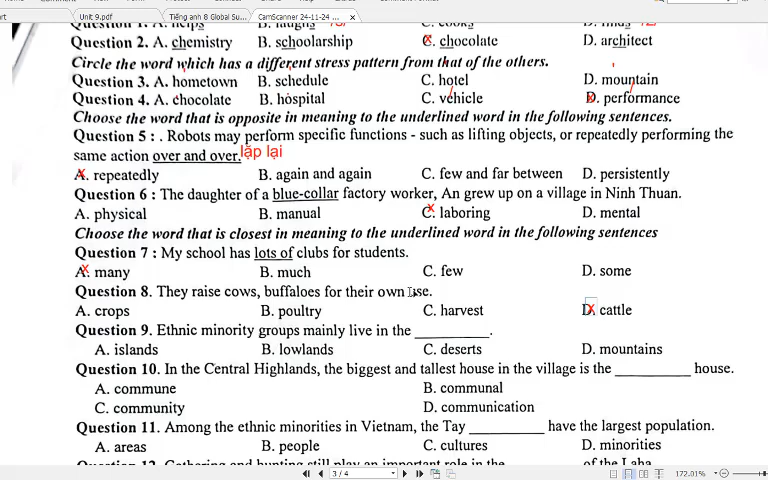 Unit 9.pdf Tiếng anh 8 Global Su... CamScanner 24-11-24 ...
Question 2. A. chemistry B. schoolarship C. chocolate D. architect
Circle the word which has a different stress pattern from that of the others.
Question 3. A. hometown B. schedule C. hotel D. mountain
Question 4. A. chocolate B. hospital C. vehicle D. performance
Choose the word that is opposite in meaning to the underlined word in the following sentences.
Question 5 : . Robots may perform specific functions - such as lifting objects, or repeatedly performing the
same action over and over. lặp lại
A. repeatedly B. again and again C. few and far between D. persistently
Question 6 : The daughter of a blue-collar factory worker, An grew up on a village in Ninh Thuan.
A. physical B. manual C. laboring D. mental
Choose the word that is closest in meaning to the underlined word in the following sentences
Question 7 : My school has lots of clubs for students.
A. many B. much C. few D. some
Question 8. They raise cows, buffaloes for their own use.
A. crops B. poultry C. harvest D. cattle
Question 9. Ethnic minority groups mainly live in the __________.
A. islands B. lowlands C. deserts D. mountains
Question 10. In the Central Highlands, the biggest and tallest house in the village is the __________ house.
A. commune B. communal
C. community D. communication
Question 11. Among the ethnic minorities in Vietnam, the Tay __________ have the largest population.
A. areas B. people C. cultures D. minorities
3 / 4 172.01%